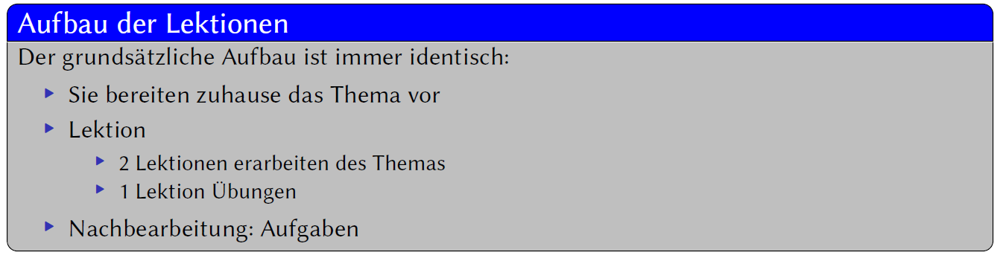 Aufbau der Lektionen
Der grundsätzliche Aufbau ist immer identisch:
Sie bereiten zuhause das Thema vor
Lektion
2 Lektionen erarbeiten des Themas
1 Lektion Übungen
Nachbearbeitung: Aufgaben